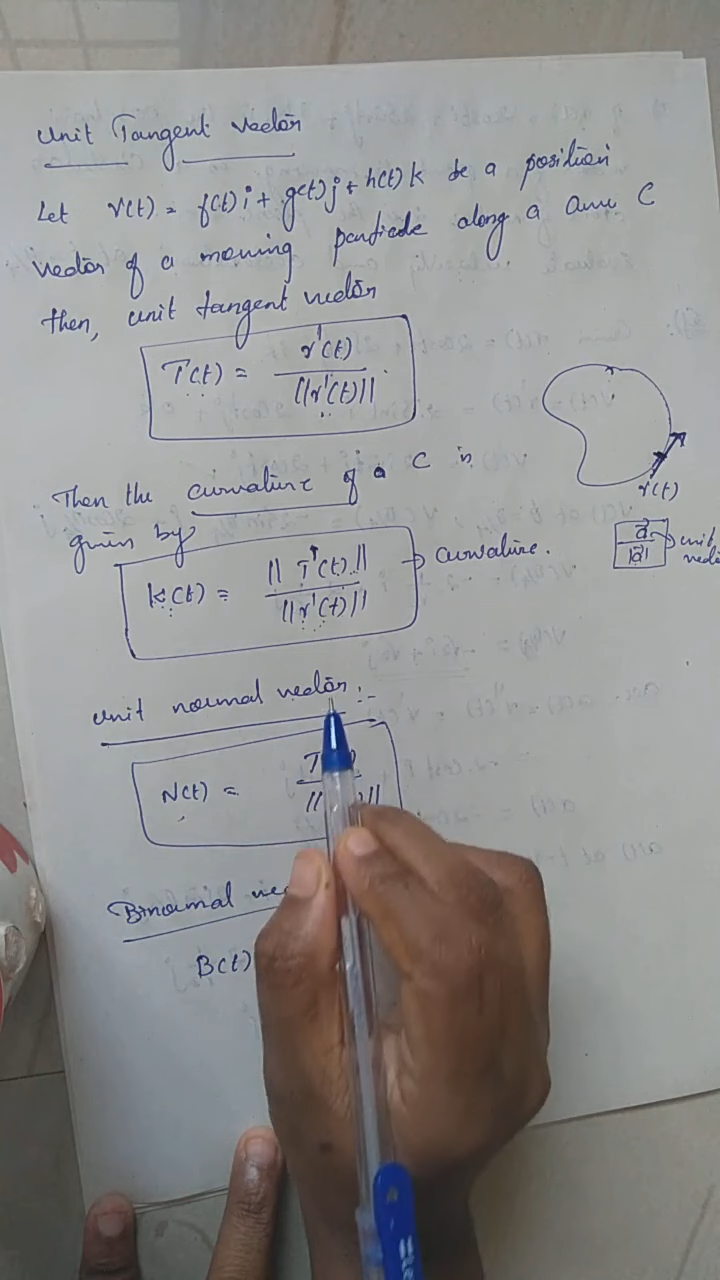 Unit Tangent vector
Let r(t) = f(t)i + g(t)j + h(t)k be a position
vector of a moving particle along a curve C
then, unit tangent vector
T(t) = r'(t) / ||r'(t)||
r(t)
Then the curvature of a C is
given by
k(t) = ||T'(t)|| / ||r'(t)|| → curvature.
a⃗ / |a⃗| → unit
Unit normal vector :-
N(t) =
Binormal
B(t)